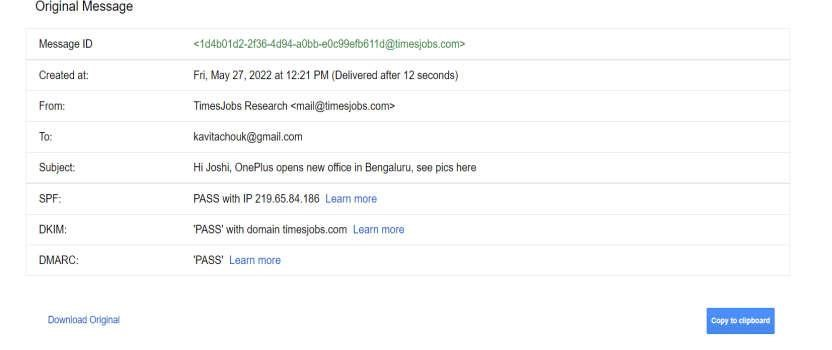 Original Message
Message ID <1d4b01d2-2f36-4d94-a0bb-e0c99efb611d@timesjobs.com>
Created at: Fri, May 27, 2022 at 12:21 PM (Delivered after 12 seconds)
From: TimesJobs Research <mail@timesjobs.com>
To: kavitachouk@gmail.com
Subject: Hi Joshi, OnePlus opens new office in Bengaluru, see pics here
SPF: PASS with IP 219.65.84.186 Learn more
DKIM: 'PASS' with domain timesjobs.com Learn more
DMARC: 'PASS' Learn more
Download Original Copy to clipboard